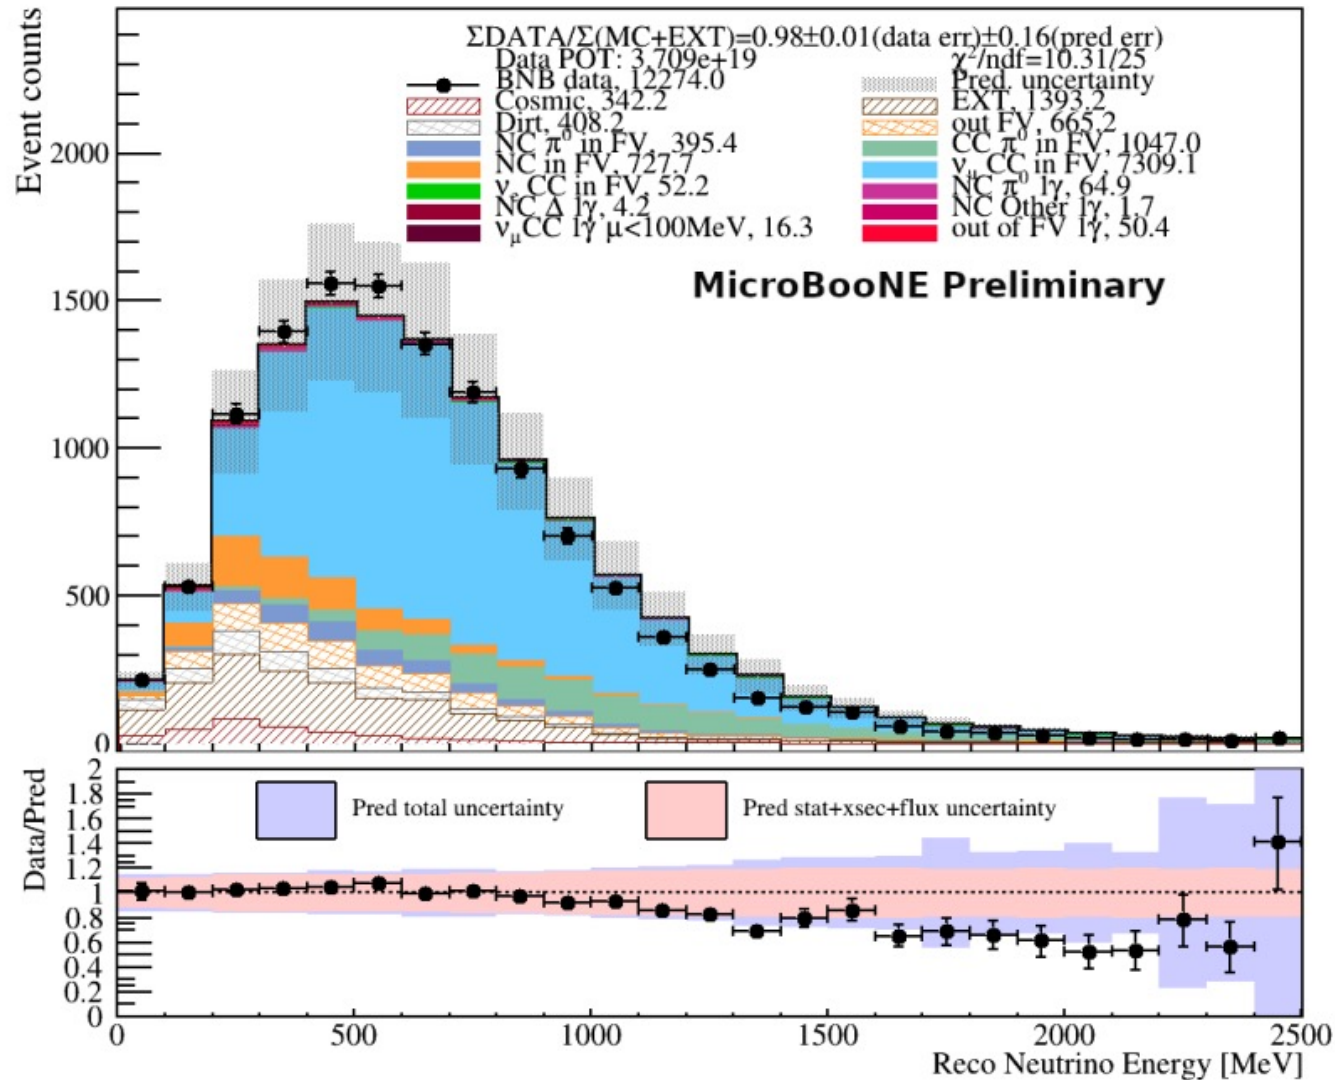 ΣDATA/Σ(MC+EXT)=0.98±0.01(data err)±0.16(pred err)
Data POT: 3.709e+19 χ²/ndf=10.31/25
BNB data, 12274.0 Pred. uncertainty
Cosmic, 342.2 EXT, 1393.2
Dirt, 408.2 out FV, 665.2
NC π⁰ in FV, 395.4 CC π⁰ in FV, 1047.0
NC in FV, 727.7 ν_μ CC in FV, 7309.1
ν_e CC in FV, 52.2 NC π⁰ 1γ, 64.9
NC Δ 1γ, 4.2 NC Other 1γ, 1.7
ν_μCC 1γ μ<100MeV, 16.3 out of FV 1γ, 50.4
MicroBooNE Preliminary
Event counts
2000
1500
1000
500
0
Pred total uncertainty Pred stat+xsec+flux uncertainty
Data/Pred
2
1.8
1.6
1.4
1.2
1
0.8
0.6
0.4
0.2
0
0 500 1000 1500 2000 2500
Reco Neutrino Energy [MeV]